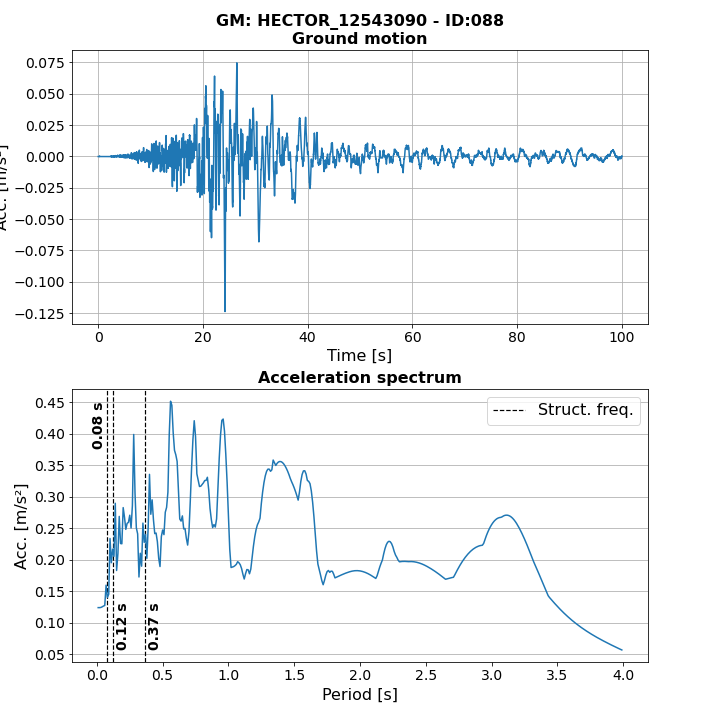 GM: HECTOR_12543090 - ID:088
Ground motion
0.075
0.050
0.025
0.000
−0.025
−0.050
−0.075
−0.100
−0.125
Acc. [m/s²]
0 20 40 60 80 100
Time [s]
Acceleration spectrum
0.45
0.40
0.35
0.30
0.25
0.20
0.15
0.10
0.05
Acc. [m/s²]
0.08 s
0.12 s
0.37 s
Struct. freq.
0.0 0.5 1.0 1.5 2.0 2.5 3.0 3.5 4.0
Period [s]